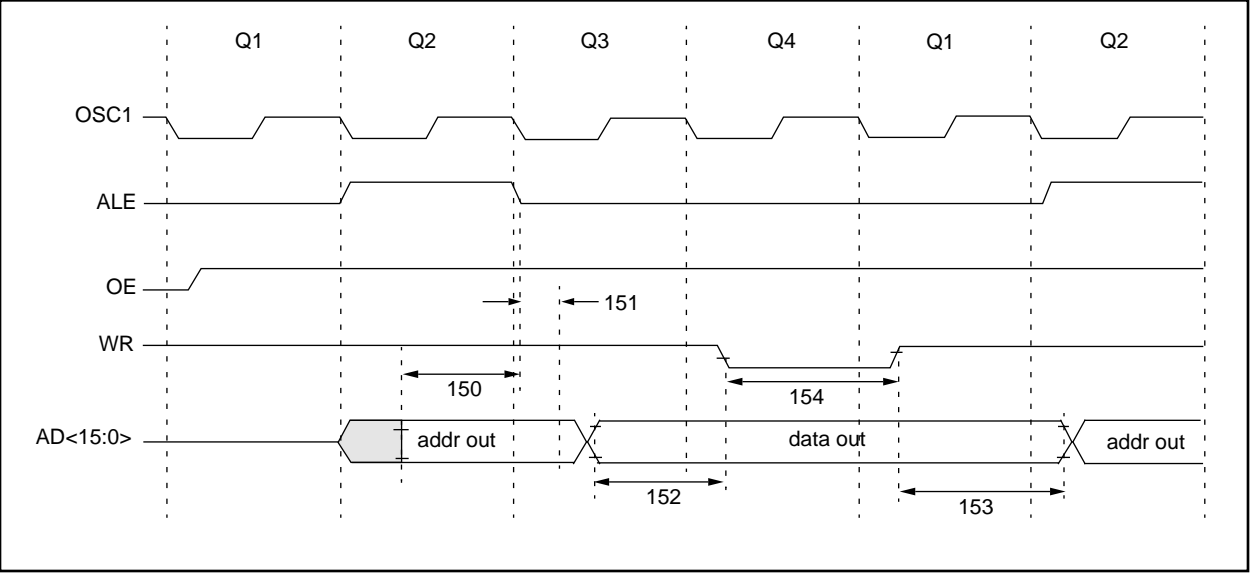 Q1 Q2 Q3 Q4 Q1 Q2
OSC1
ALE
OE
151
WR
150
154
AD<15:0>
addr out data out addr out
152
153